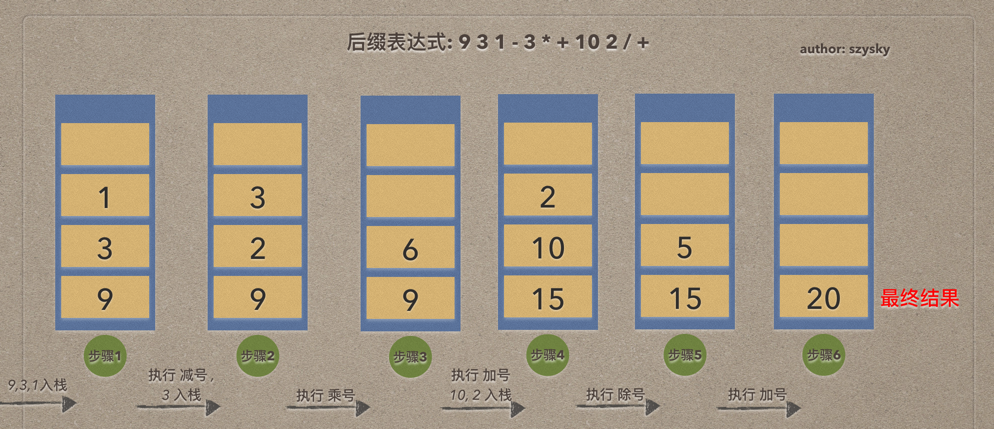 后缀表达式: 9 3 1 - 3 * + 10 2 / +
author: szysky
1
3
9
3
2
9
6
9
2
10
15
5
15
20
最终结果
步骤1
步骤2
步骤3
步骤4
步骤5
步骤6
9,3,1入栈
执行 减号 ,
3 入栈
执行 乘号
执行 加号
10, 2 入栈
执行 除号
执行 加号